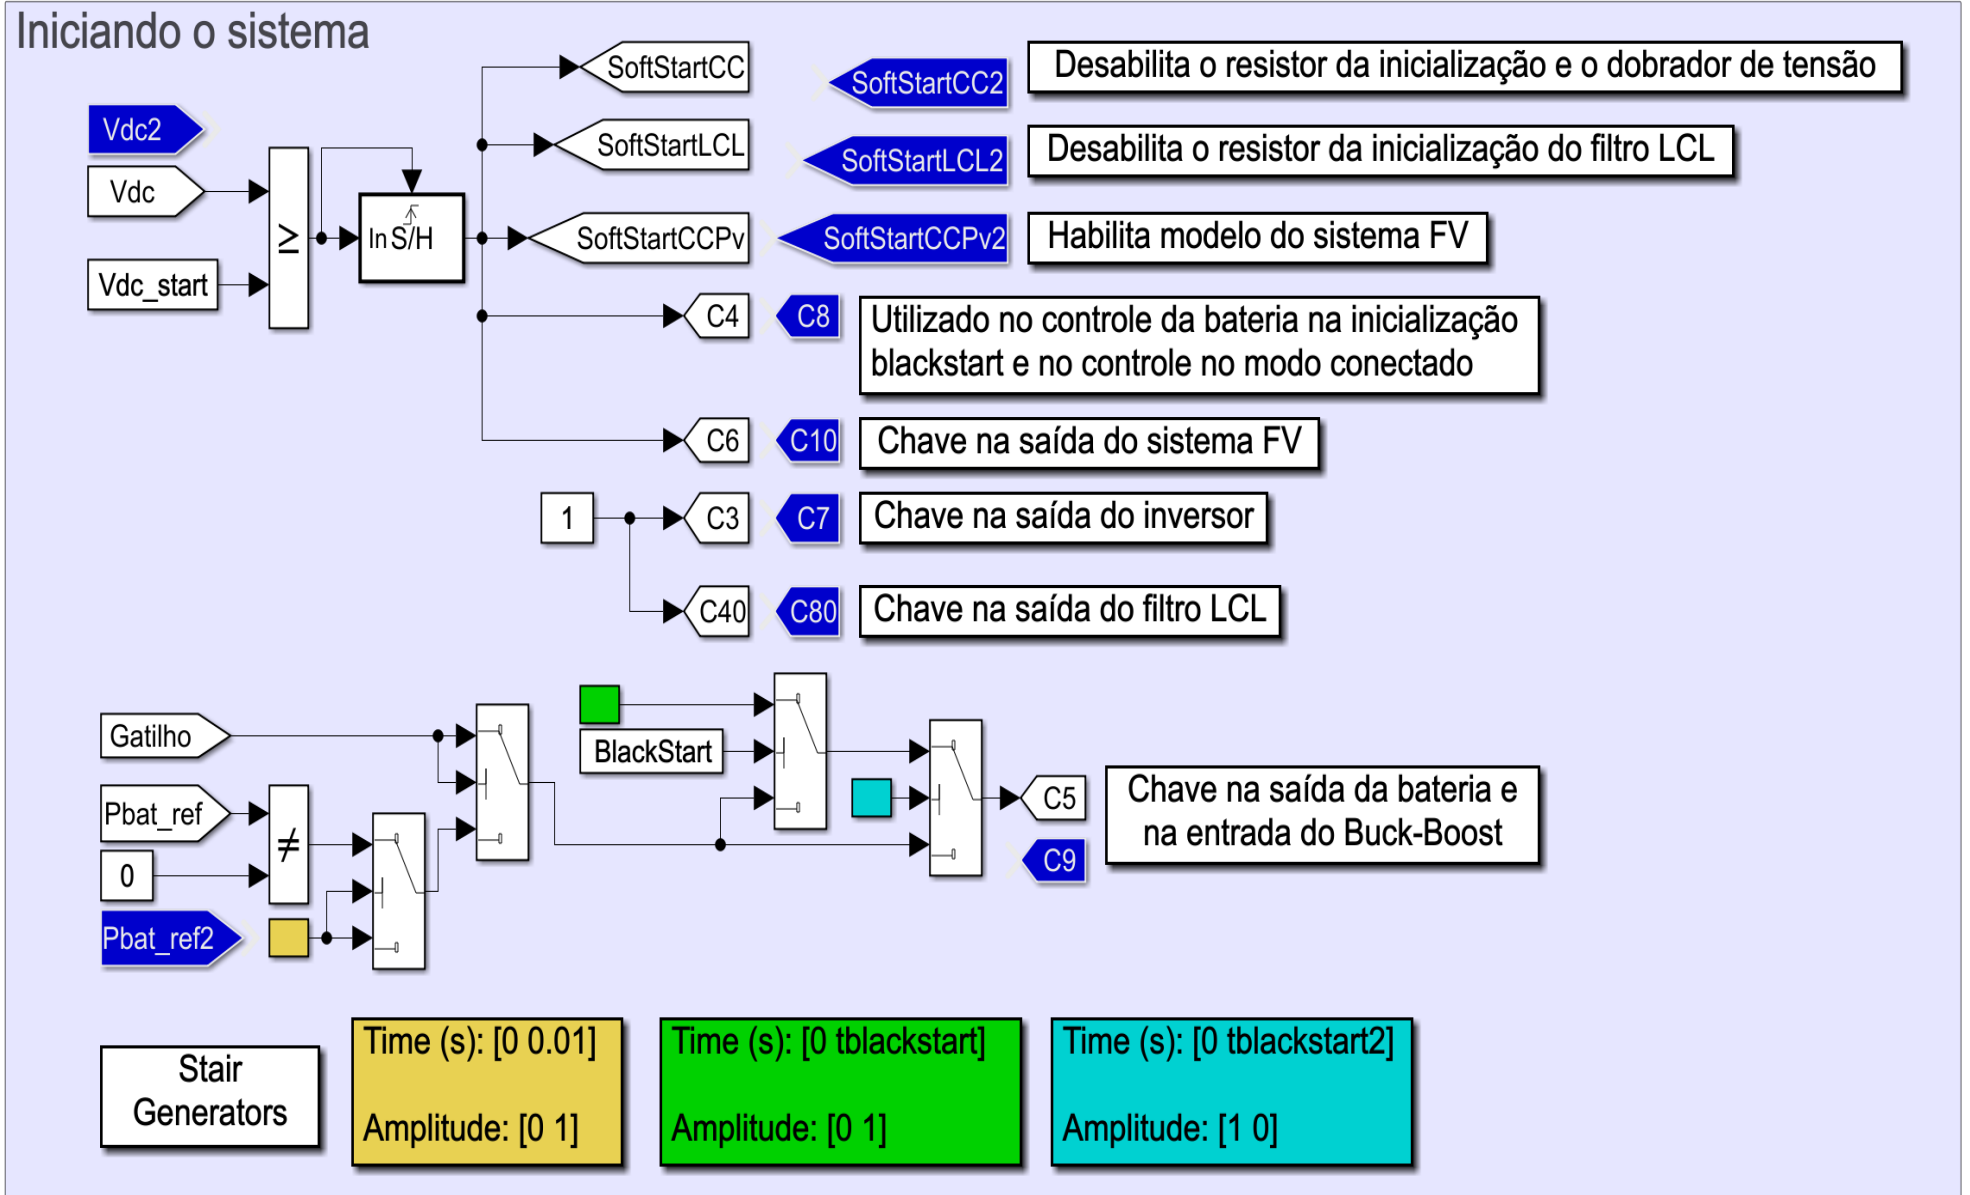 Iniciando o sistema
SoftStartCC
SoftStartCC2
Desabilita o resistor da inicialização e o dobrador de tensão
Vdc2
SoftStartLCL
SoftStartLCL2
Desabilita o resistor da inicialização do filtro LCL
Vdc
≥
In S/H
SoftStartCCPv
SoftStartCCPv2
Habilita modelo do sistema FV
Vdc_start
C4
C8
Utilizado no controle da bateria na inicialização
blackstart e no controle no modo conectado
C6
C10
Chave na saída do sistema FV
1
C3
C7
Chave na saída do inversor
C40
C80
Chave na saída do filtro LCL
Gatilho
BlackStart
Pbat_ref
≠
0
Pbat_ref2
C5
C9
Chave na saída da bateria e
na entrada do Buck-Boost
Stair
Generators
Time (s): [0 0.01]
Amplitude: [0 1]
Time (s): [0 tblackstart]
Amplitude: [0 1]
Time (s): [0 tblackstart2]
Amplitude: [1 0]